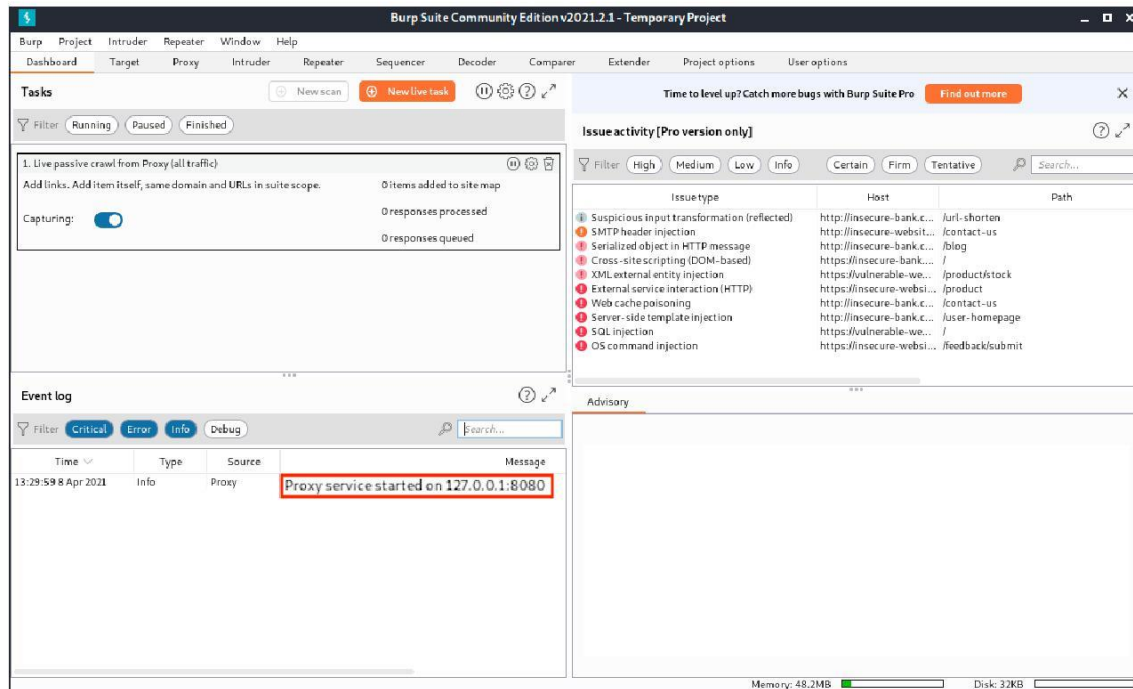 Burp Suite Community Edition v2021.2.1 - Temporary Project
Burp Project Intruder Repeater Window Help
Dashboard Target Proxy Intruder Repeater Sequencer Decoder Comparer Extender Project options User options
Tasks
New scan
New live task
Filter Running Paused Finished
1. Live passive crawl from Proxy (all traffic)
Add links. Add item itself, same domain and URLs in suite scope.
0 items added to site map
0 responses processed
Capturing:
0 responses queued
Time to level up? Catch more bugs with Burp Suite Pro
Find out more
Issue activity [Pro version only]
Filter High Medium Low Info Certain Firm Tentative Search...
Issue type Host Path
Suspicious input transformation (reflected) http://insecure-bank.c... /url-shorten
SMTP header injection http://insecure-websit... /contact-us
Serialized object in HTTP message http://insecure-bank.c... /blog
Cross-site scripting (DOM-based) https://insecure-bank.... /
XML external entity injection https://vulnerable-we... /product/stock
External service interaction (HTTP) https://insecure-websi... /product
Web cache poisoning http://insecure-bank.c... /contact-us
Server-side template injection http://insecure-bank.c... /user-homepage
SQL injection https://vulnerable-we... /
OS command injection https://insecure-websi... /feedback/submit
Event log
Filter Critical Error Info Debug Search...
Time Type Source Message
13:29:59 8 Apr 2021 Info Proxy Proxy service started on 127.0.0.1:8080
Advisory
Memory: 48.2MB Disk: 32KB